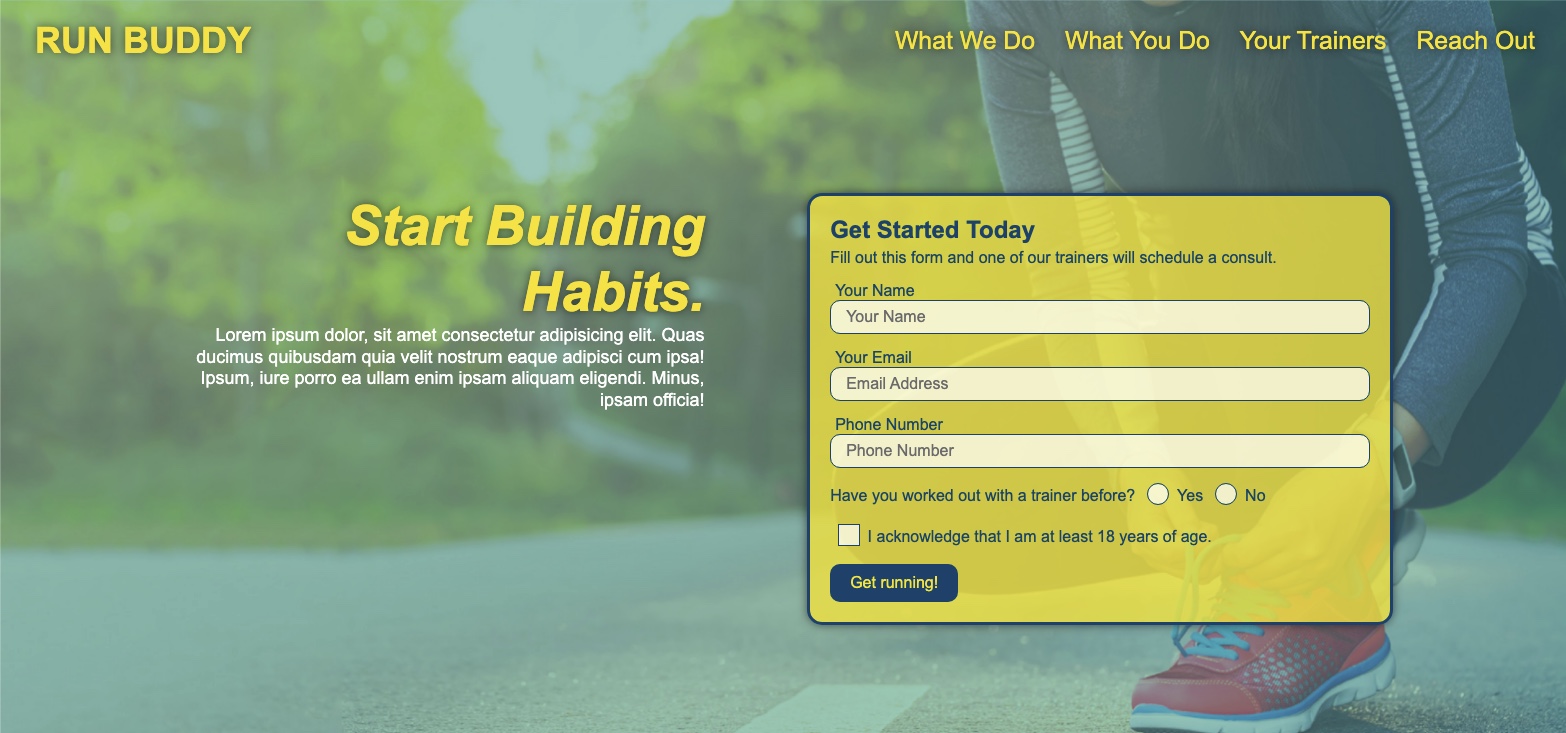 RUN BUDDY
What We Do
What You Do
Your Trainers
Reach Out
Start Building
Habits.
Lorem ipsum dolor, sit amet consectetur adipisicing elit. Quas
ducimus quibusdam quia velit nostrum eaque adipisci cum ipsa!
Ipsum, iure porro ea ullam enim ipsam aliquam eligendi. Minus,
ipsam officia!
Get Started Today
Fill out this form and one of our trainers will schedule a consult.
Your Name
Your Name
Your Email
Email Address
Phone Number
Phone Number
Have you worked out with a trainer before? Yes No
I acknowledge that I am at least 18 years of age.
Get running!